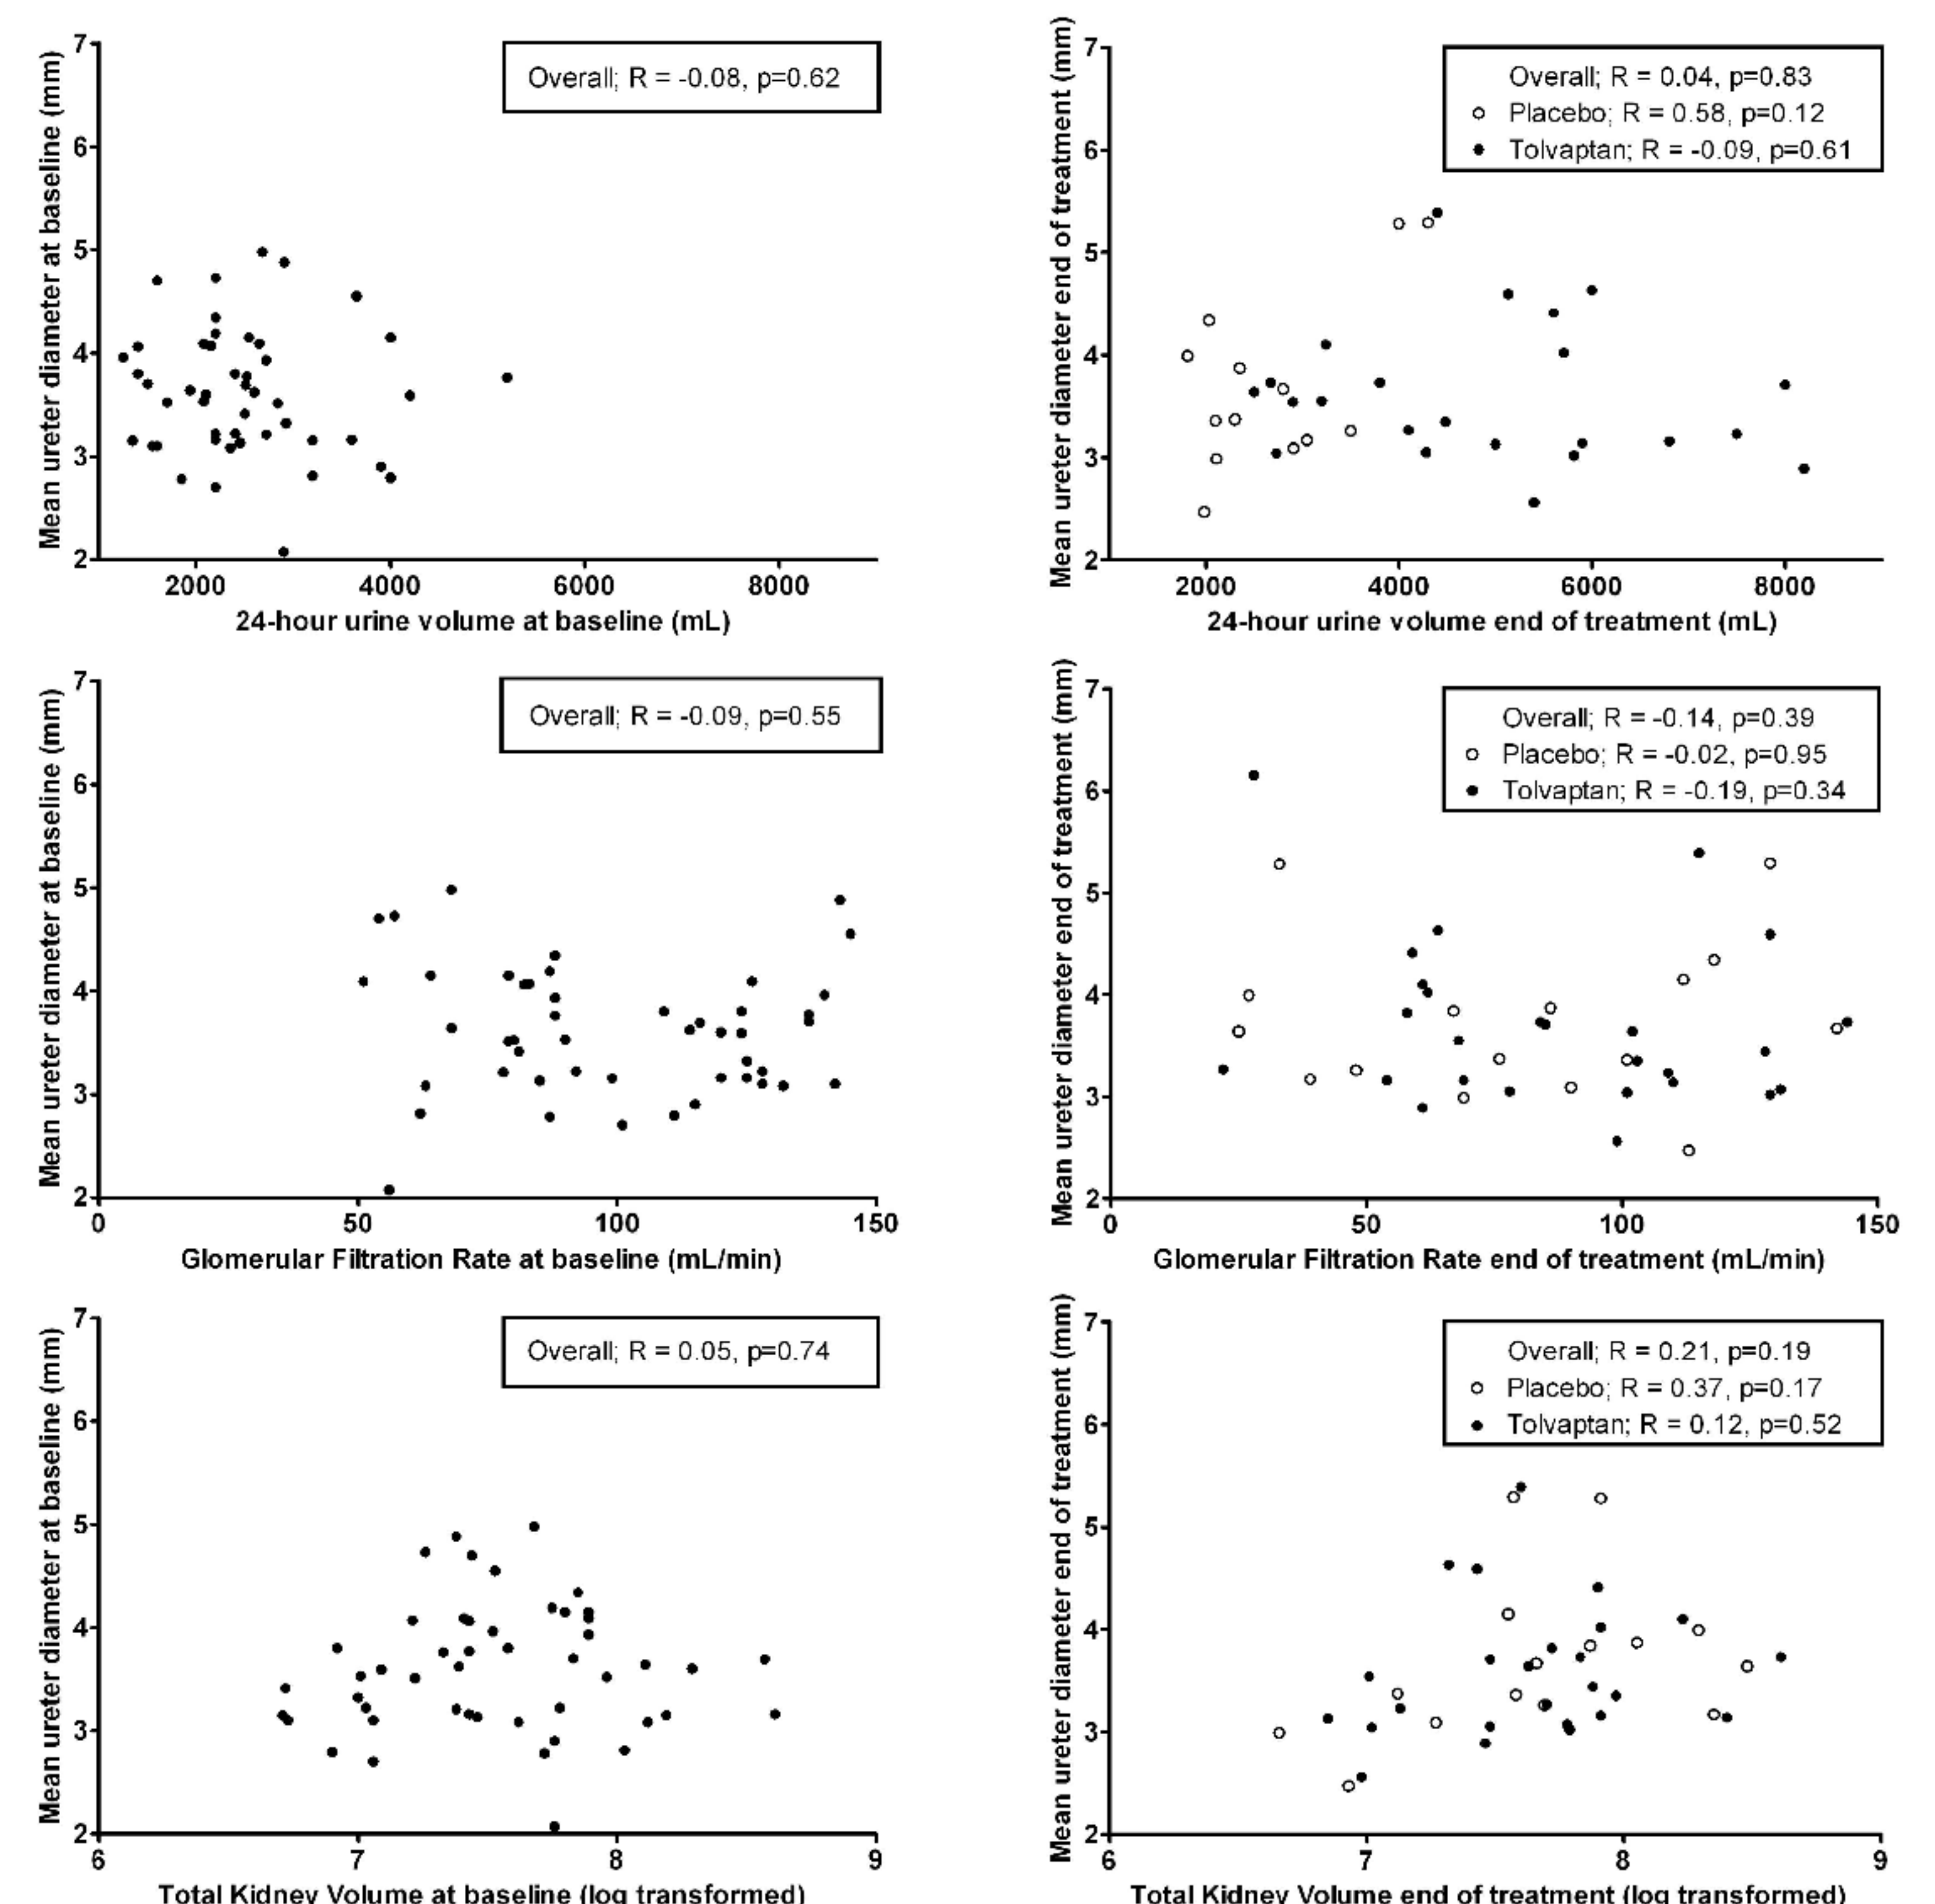 Mean ureter diameter at baseline (mm)
7
6
5
4
3
2
Overall; R = -0.08, p=0.62
2000 4000 6000 8000
24-hour urine volume at baseline (mL)
Mean ureter diameter end of treatment (mm)
7
6
5
4
3
2
Overall; R = 0.04, p=0.83
Placebo; R = 0.58, p=0.12
Tolvaptan; R = -0.09, p=0.61
2000 4000 6000 8000
24-hour urine volume end of treatment (mL)
Mean ureter diameter at baseline (mm)
7
6
5
4
3
2
Overall; R = -0.09, p=0.55
0 50 100 150
Glomerular Filtration Rate at baseline (mL/min)
Mean ureter diameter end of treatment (mm)
7
6
5
4
3
2
Overall; R = -0.14, p=0.39
Placebo; R = -0.02, p=0.95
Tolvaptan; R = -0.19, p=0.34
0 50 100 150
Glomerular Filtration Rate end of treatment (mL/min)
Mean ureter diameter at baseline (mm)
7
6
5
4
3
2
Overall; R = 0.05, p=0.74
6 7 8 9
Total Kidney Volume at baseline (log transformed)
Mean ureter diameter end of treatment (mm)
7
6
5
4
3
2
Overall; R = 0.21, p=0.19
Placebo; R = 0.37, p=0.17
Tolvaptan; R = 0.12, p=0.52
6 7 8 9
Total Kidney Volume end of treatment (log transformed)